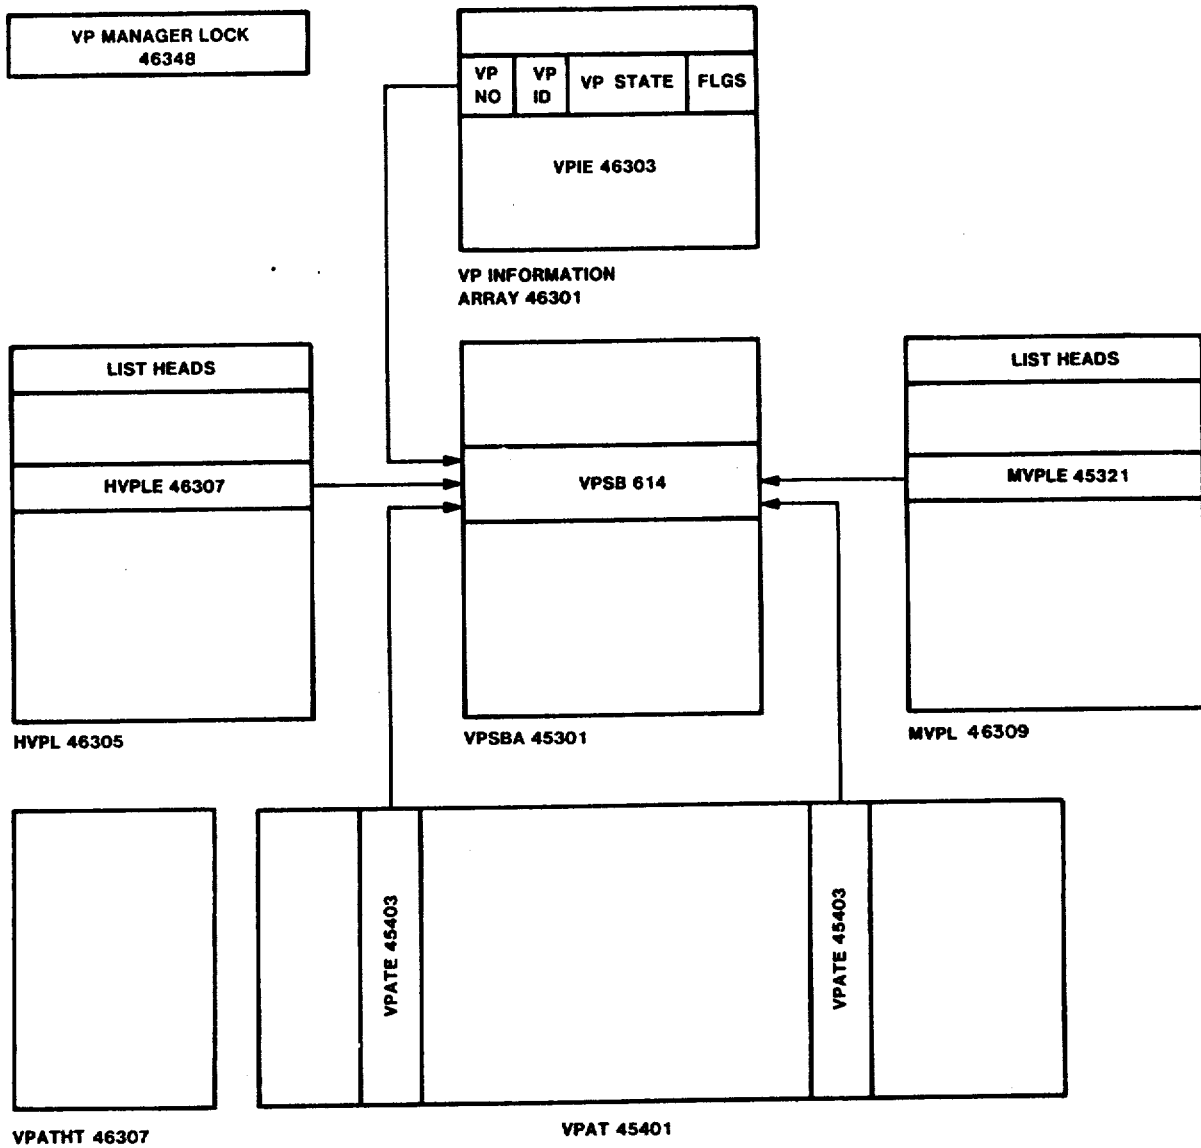 VP MANAGER LOCK
46348
VP NO
VP ID
VP STATE
FLGS
VPIE 46303
VP INFORMATION
ARRAY 46301
LIST HEADS
HVPLE 46307
HVPL 46305
VPSB 614
VPSBA 45301
LIST HEADS
MVPLE 45321
MVPL 46309
VPATHT 46307
VPATE 45403
VPATE 45403
VPAT 45401